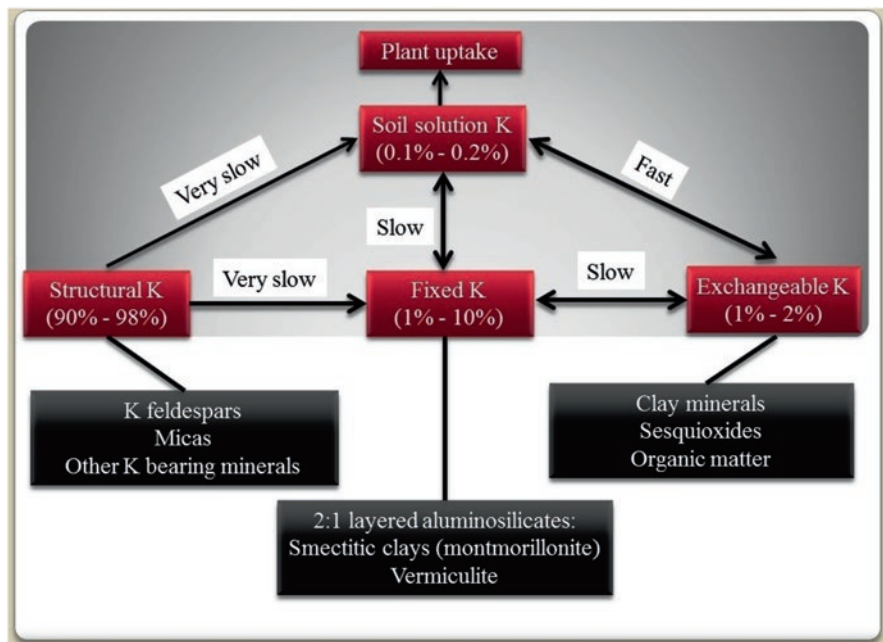 Plant uptake
Soil solution K
(0.1% - 0.2%)
Very slow
Fast
Slow
Structural K
(90% - 98%)
Very slow
Fixed K
(1% - 10%)
Slow
Exchangeable K
(1% - 2%)
K feldespars
Micas
Other K bearing minerals
Clay minerals
Sesquioxides
Organic matter
2:1 layered aluminosilicates:
Smectitic clays (montmorillonite)
Vermiculite